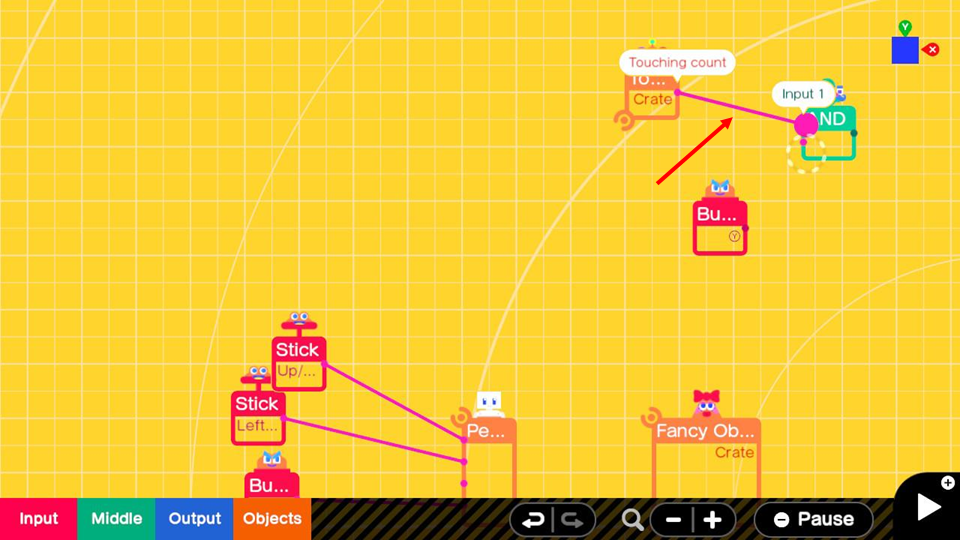 Y
X
Touching count
To...
Crate
Input 1
AND
Bu...
Y
Stick
Up/...
Stick
Left...
Bu...
Pe...
Fancy Ob...
Crate
Input
Middle
Output
Objects
Pause